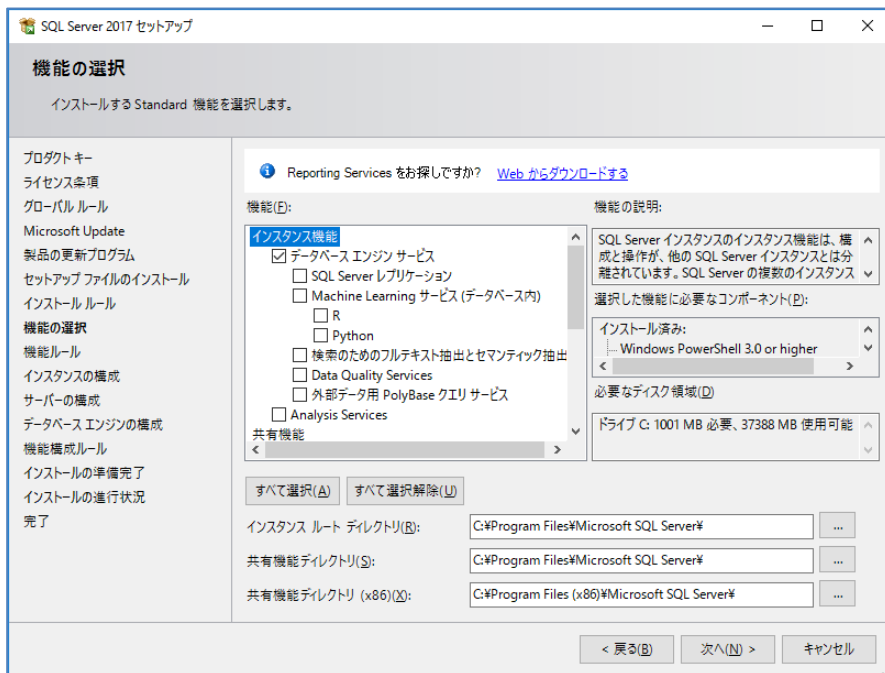 SQL Server 2017 セットアップ
機能の選択
インストールする Standard 機能を選択します。
プロダクト キー
ライセンス条項
グローバル ルール
Microsoft Update
製品の更新プログラム
セットアップ ファイルのインストール
インストール ルール
機能の選択
機能ルール
インスタンスの構成
サーバーの構成
データベース エンジンの構成
機能構成ルール
インストールの準備完了
インストールの進行状況
完了
Reporting Services をお探しですか? Web からダウンロードする
機能(F):
インスタンス機能
データベース エンジン サービス
SQL Server レプリケーション
Machine Learning サービス (データベース内)
R
Python
検索のためのフルテキスト抽出とセマンティック抽出
Data Quality Services
外部データ用 PolyBase クエリ サービス
Analysis Services
共有機能
機能の説明:
SQL Server インスタンスのインスタンス機能は、構
成と操作が、他の SQL Server インスタンスとは分
離されています。SQL Server の複数のインスタンス
選択した機能に必要なコンポーネント(P):
インストール済み:
Windows PowerShell 3.0 or higher
必要なディスク領域(D)
ドライブ C: 1001 MB 必要、37388 MB 使用可能
すべて選択(A) すべて選択解除(U)
インスタンス ルート ディレクトリ(R): C:¥Program Files¥Microsoft SQL Server¥ ...
共有機能ディレクトリ(S): C:¥Program Files¥Microsoft SQL Server¥ ...
共有機能ディレクトリ (x86)(X): C:¥Program Files (x86)¥Microsoft SQL Server¥ ...
< 戻る(B) 次へ(N) > キャンセル